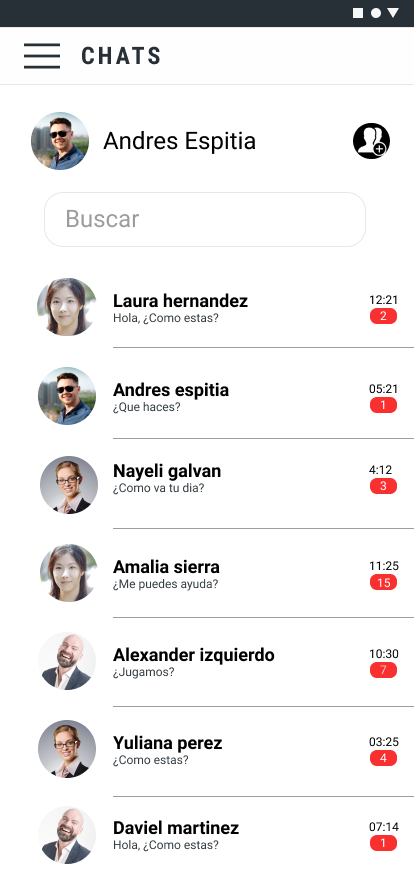 CHATS
Andres Espitia
Buscar
Laura hernandez
12:21
Hola, ¿Como estas?
2
Andres espitia
05:21
¿Que haces?
1
Nayeli galvan
4:12
¿Como va tu dia?
3
Amalia sierra
11:25
¿Me puedes ayuda?
15
Alexander izquierdo
10:30
¿Jugamos?
7
Yuliana perez
03:25
¿Como estas?
4
Daviel martinez
07:14
Hola, ¿Como estas?
1